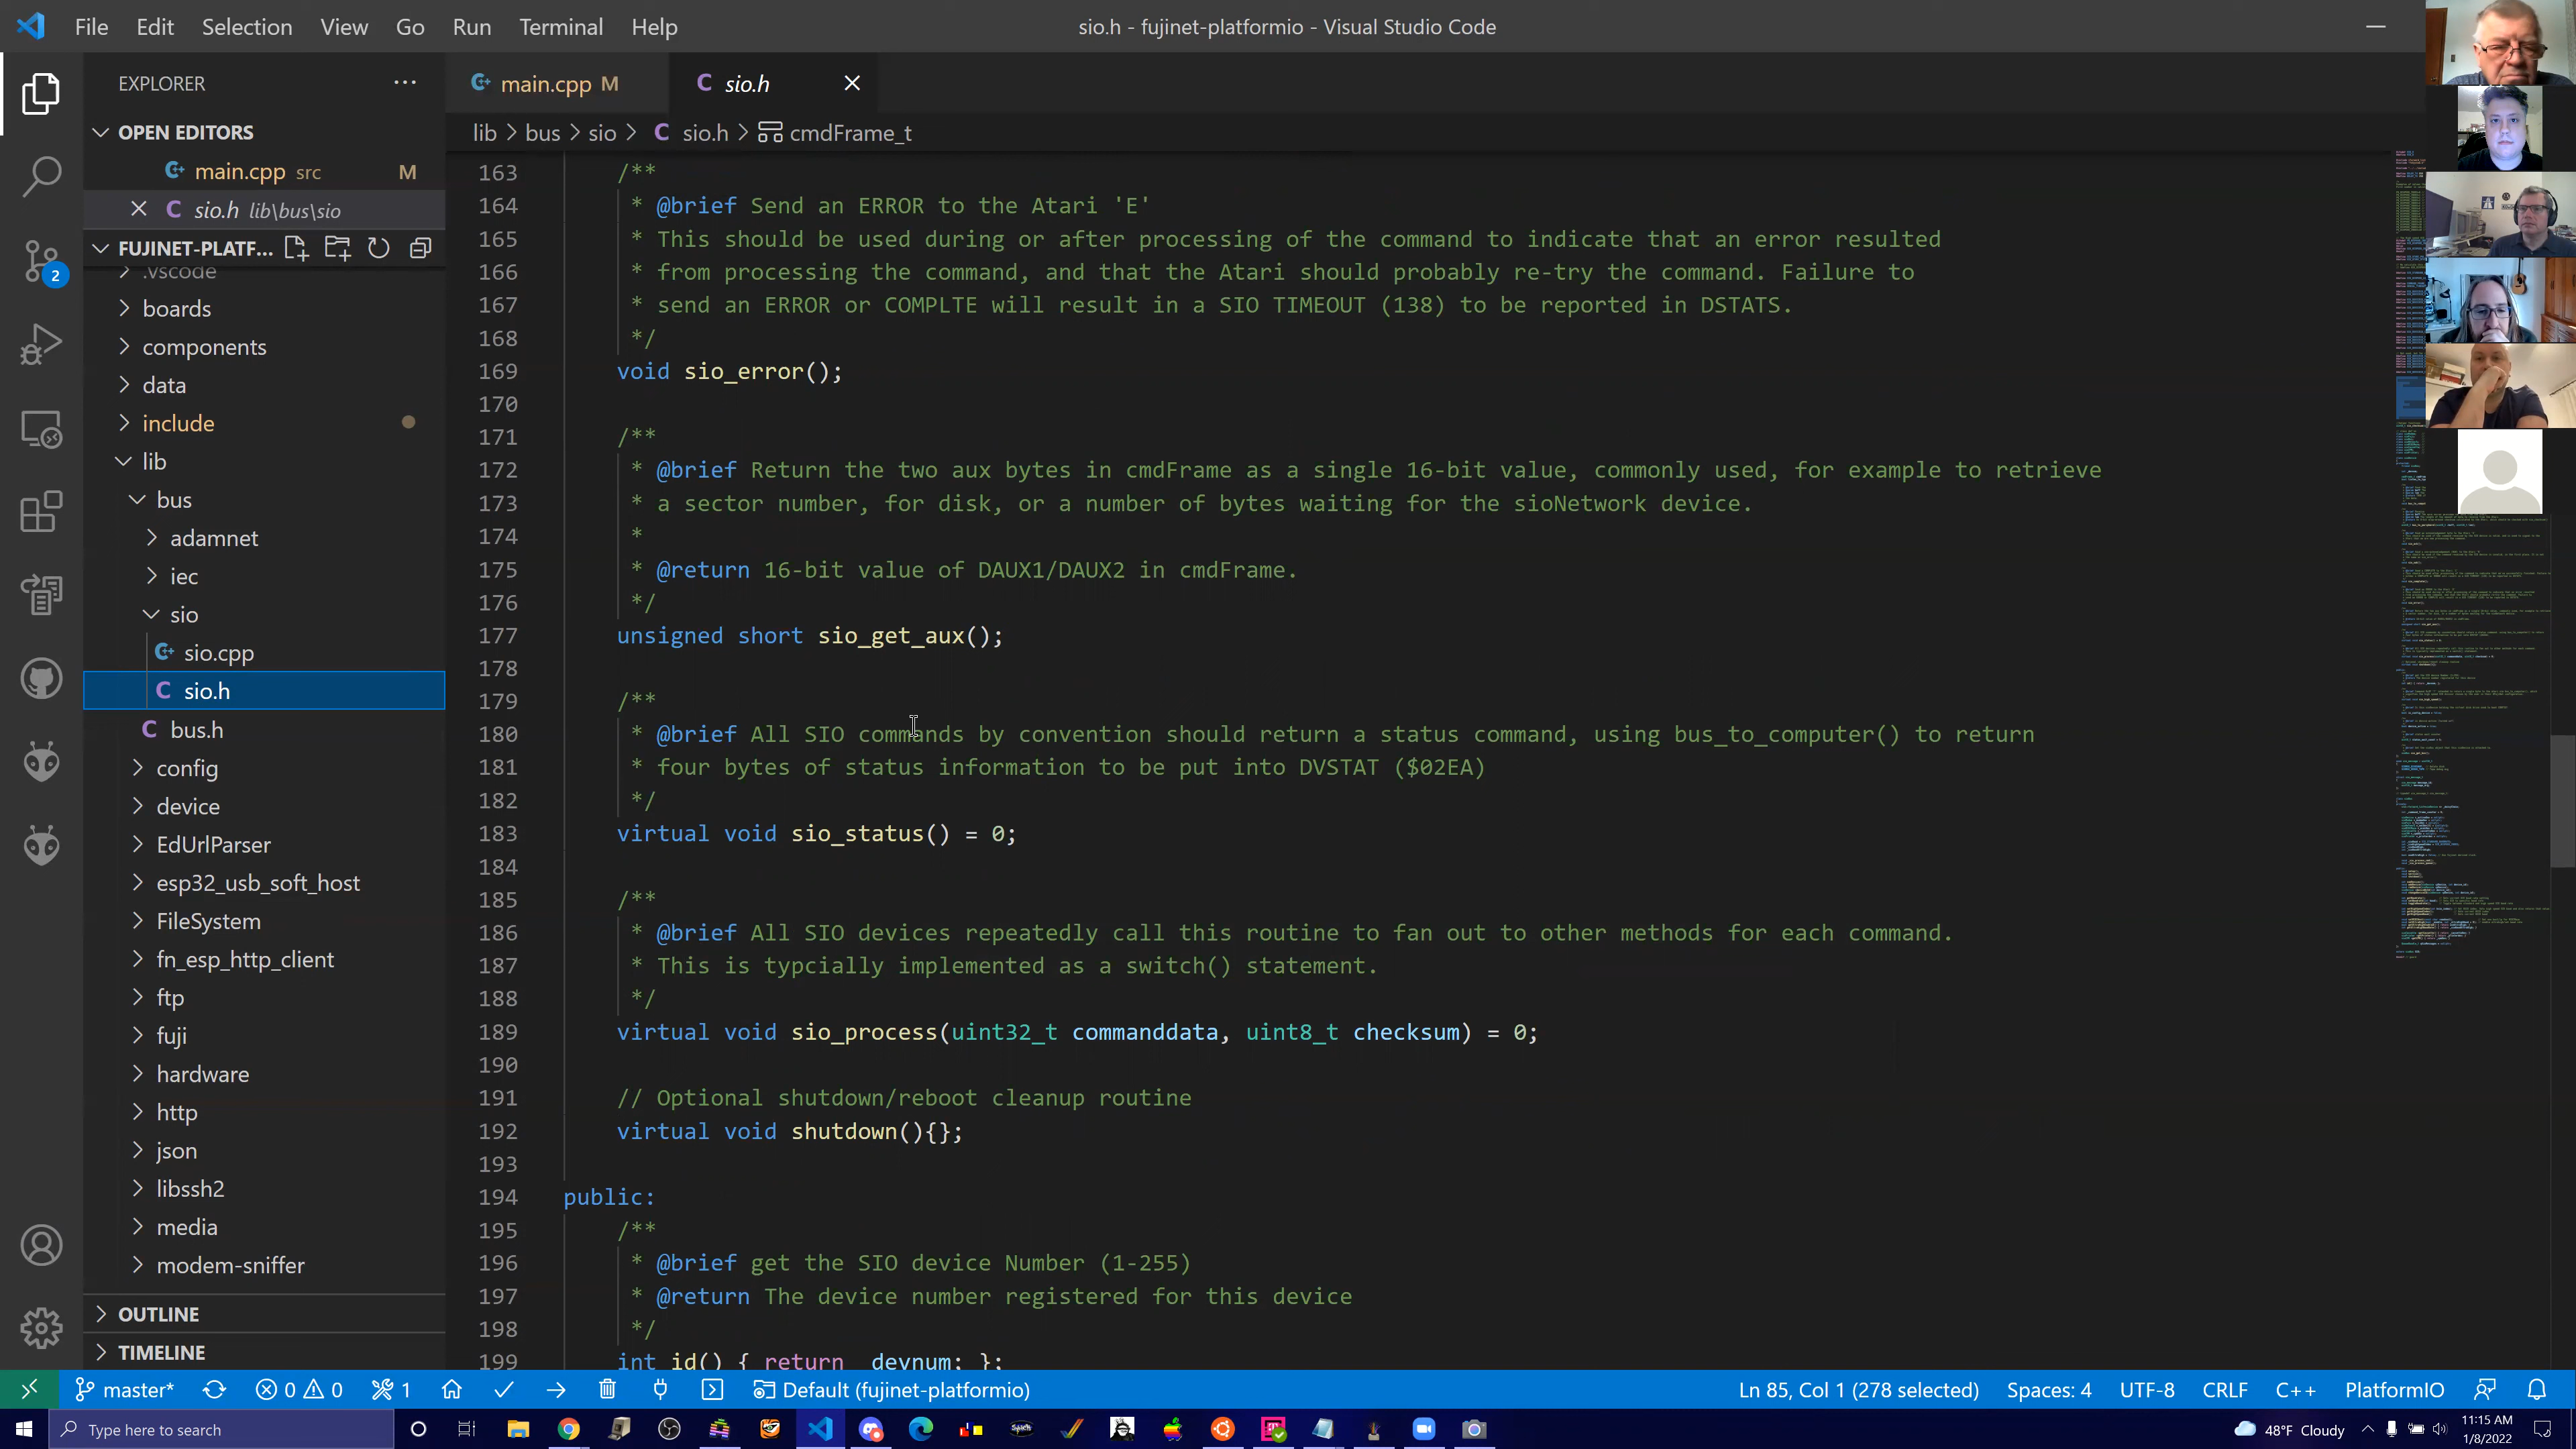 File Edit Selection View Go Run Terminal Help
sio.h - fujinet-platformio - Visual Studio Code
EXPLORER
OPEN EDITORS
main.cpp src M
sio.h lib\bus\sio
FUJINET-PLATF...
.vscode
boards
components
data
include
lib
bus
adamnet
iec
sio
sio.cpp
sio.h
bus.h
config
device
EdUrlParser
esp32_usb_soft_host
FileSystem
fn_esp_http_client
ftp
fuji
hardware
http
json
libssh2
media
modem-sniffer
OUTLINE
TIMELINE
2
main.cpp M
sio.h
lib > bus > sio > C sio.h > cmdFrame_t
163 /**
164 * @brief Send an ERROR to the Atari 'E'
165 * This should be used during or after processing of the command to indicate that an error resulted
166 * from processing the command, and that the Atari should probably re-try the command. Failure to
167 * send an ERROR or COMPLTE will result in a SIO TIMEOUT (138) to be reported in DSTATS.
168 */
169 void sio_error();
170
171 /**
172 * @brief Return the two aux bytes in cmdFrame as a single 16-bit value, commonly used, for example to retrieve
173 * a sector number, for disk, or a number of bytes waiting for the sioNetwork device.
174 *
175 * @return 16-bit value of DAUX1/DAUX2 in cmdFrame.
176 */
177 unsigned short sio_get_aux();
178
179 /**
180 * @brief All SIO commands by convention should return a status command, using bus_to_computer() to return
181 * four bytes of status information to be put into DVSTAT ($02EA)
182 */
183 virtual void sio_status() = 0;
184
185 /**
186 * @brief All SIO devices repeatedly call this routine to fan out to other methods for each command.
187 * This is typcially implemented as a switch() statement.
188 */
189 virtual void sio_process(uint32_t commanddata, uint8_t checksum) = 0;
190
191 // Optional shutdown/reboot cleanup routine
192 virtual void shutdown(){};
193
194 public:
195 /**
196 * @brief get the SIO device Number (1-255)
197 * @return The device number registered for this device
198 */
199 int id() { return _devnum; };
master* 0 0 1 Default (fujinet-platformio) Ln 85, Col 1 (278 selected) Spaces: 4 UTF-8 CRLF C++ PlatformIO
Type here to search
48°F Cloudy
11:15 AM
1/8/2022